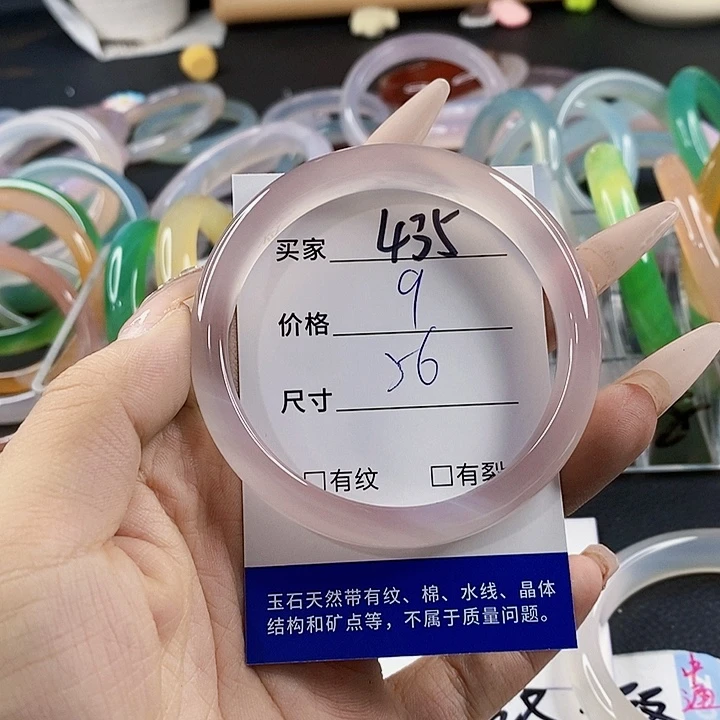 买家 435
价格 9
尺寸 56
□有纹 □有裂
玉石天然带有纹、棉、水线、晶体
结构和矿点等，不属于质量问题。
中通